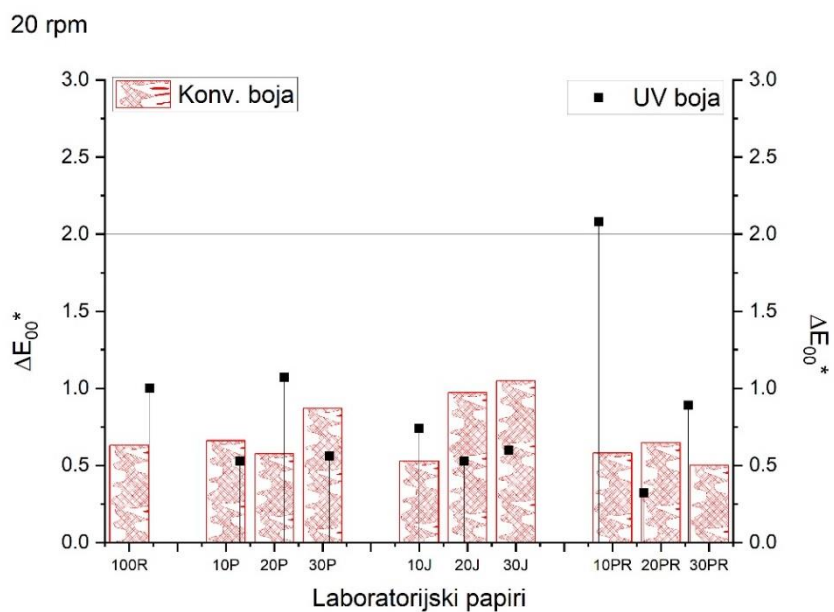 20 rpm
Konv. boja
UV boja
3.0
2.5
2.0
1.5
1.0
0.5
0.0
3.0
2.5
2.0
1.5
1.0
0.5
0.0
ΔE₀₀*
ΔE₀₀*
100R 10P 20P 30P 10J 20J 30J 10PR 20PR 30PR
Laboratorijski papiri